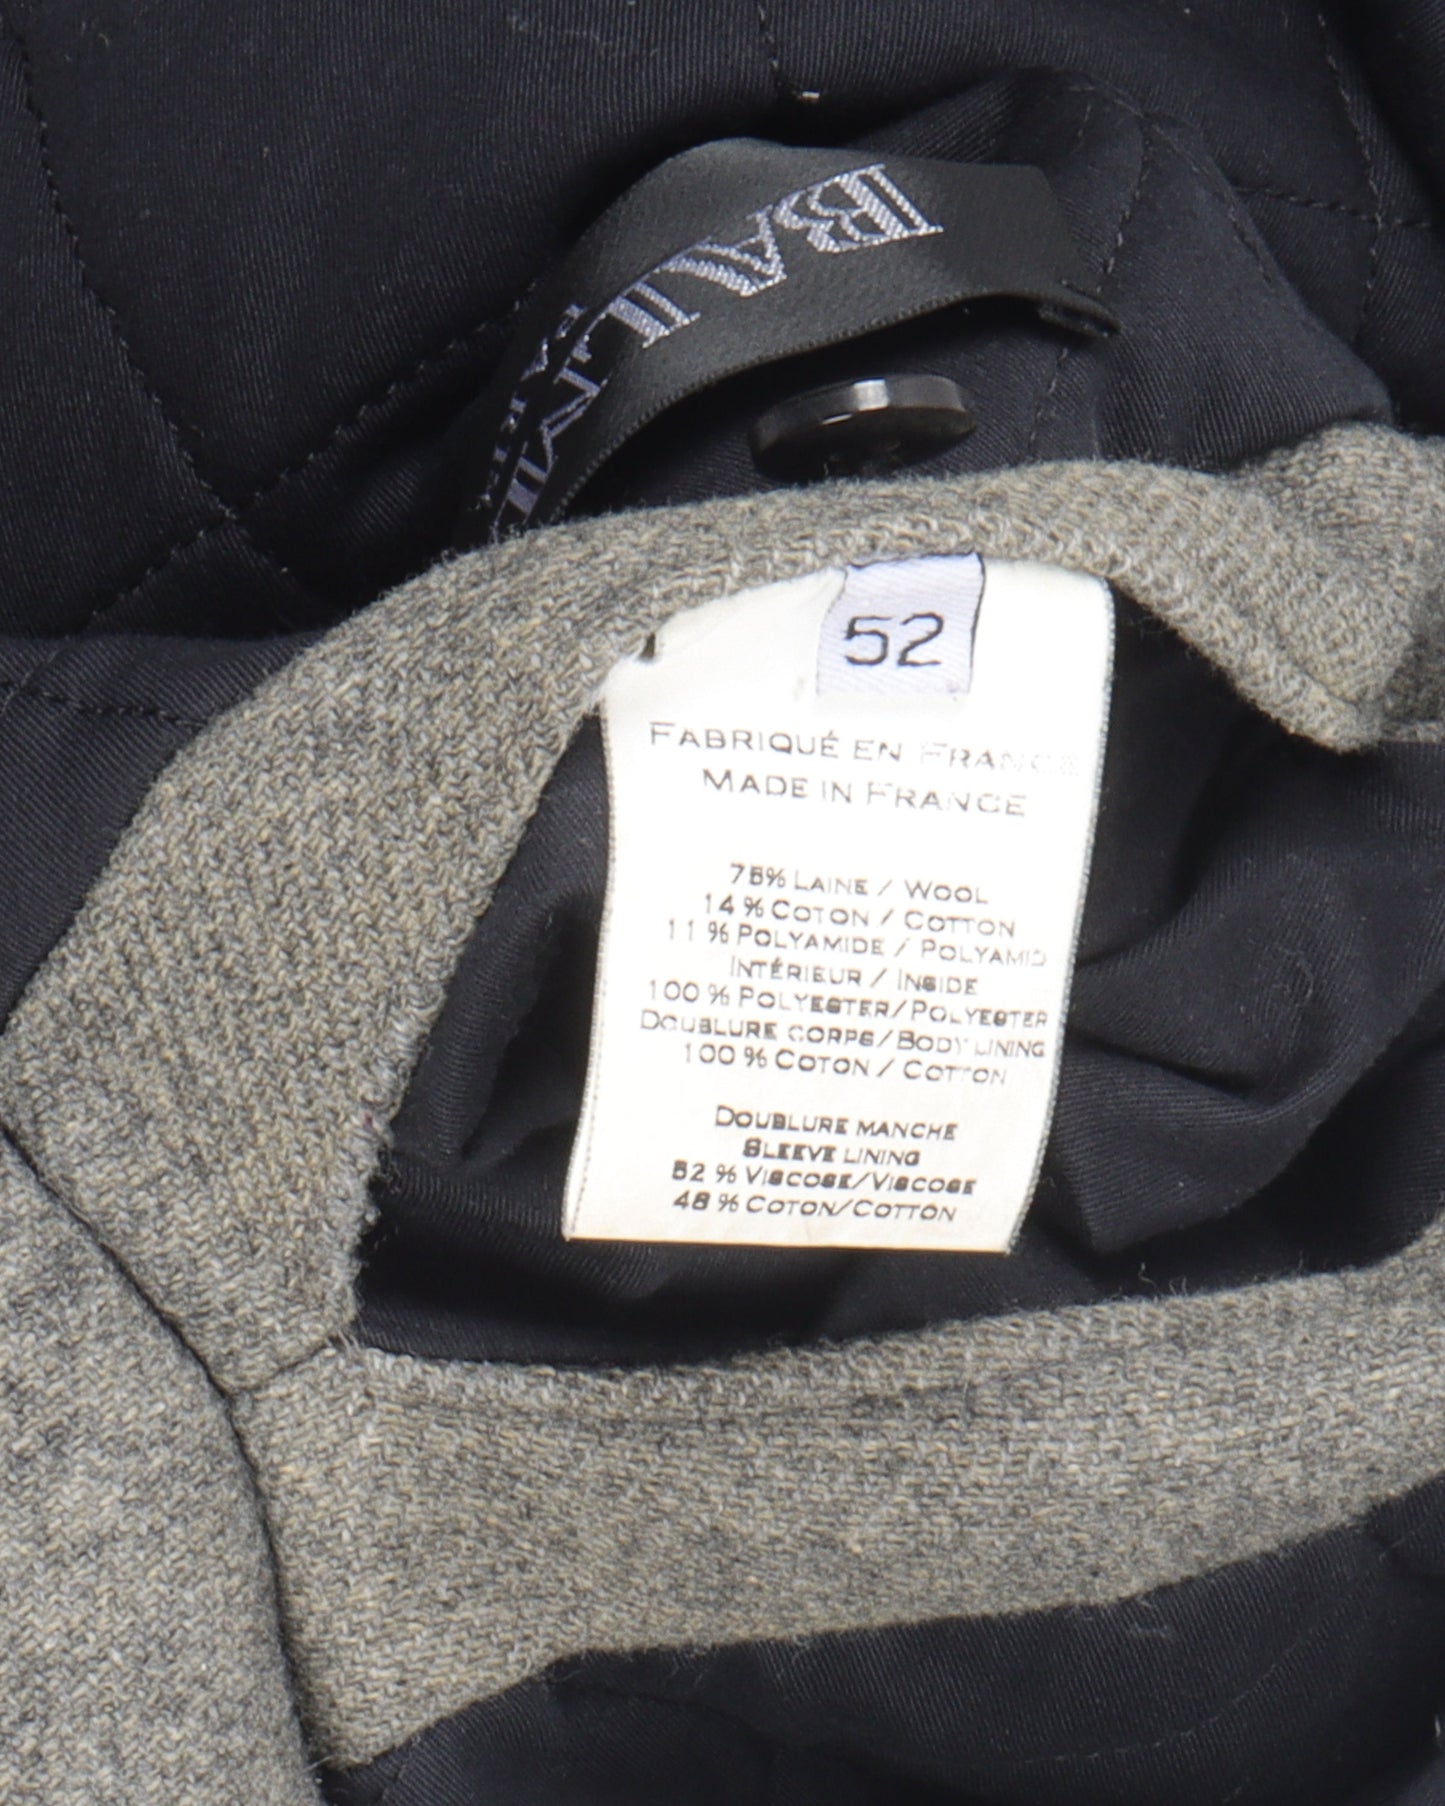 BALM
PARI
52
FABRIQUÉ EN FRANCE
MADE IN FRANCE
75% LAINE / WOOL
14 % COTON / COTTON
11 % POLYAMIDE / POLYAMID
INTÉRIEUR / INSIDE
100 % POLYESTER/POLYESTER
DOUBLURE CORPS/BODY LINING
100 % COTON / COTTON
DOUBLURE MANCHE
SLEEVE LINING
52 % VISCOSE/VISCOSE
48 % COTON/COTTON